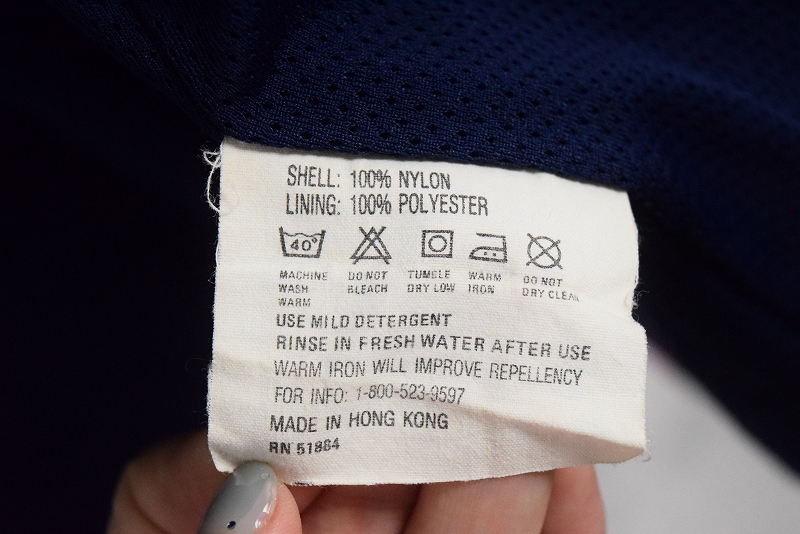 SHELL: 100% NYLON
LINING: 100% POLYESTER
40°
MACHINE WASH WARM
DO NOT BLEACH
TUMBLE DRY LOW
WARM IRON
DO NOT DRY CLEAN
USE MILD DETERGENT
RINSE IN FRESH WATER AFTER USE
WARM IRON WILL IMPROVE REPELLENCY
FOR INFO: 1-800-523-9597
MADE IN HONG KONG
RN 51884